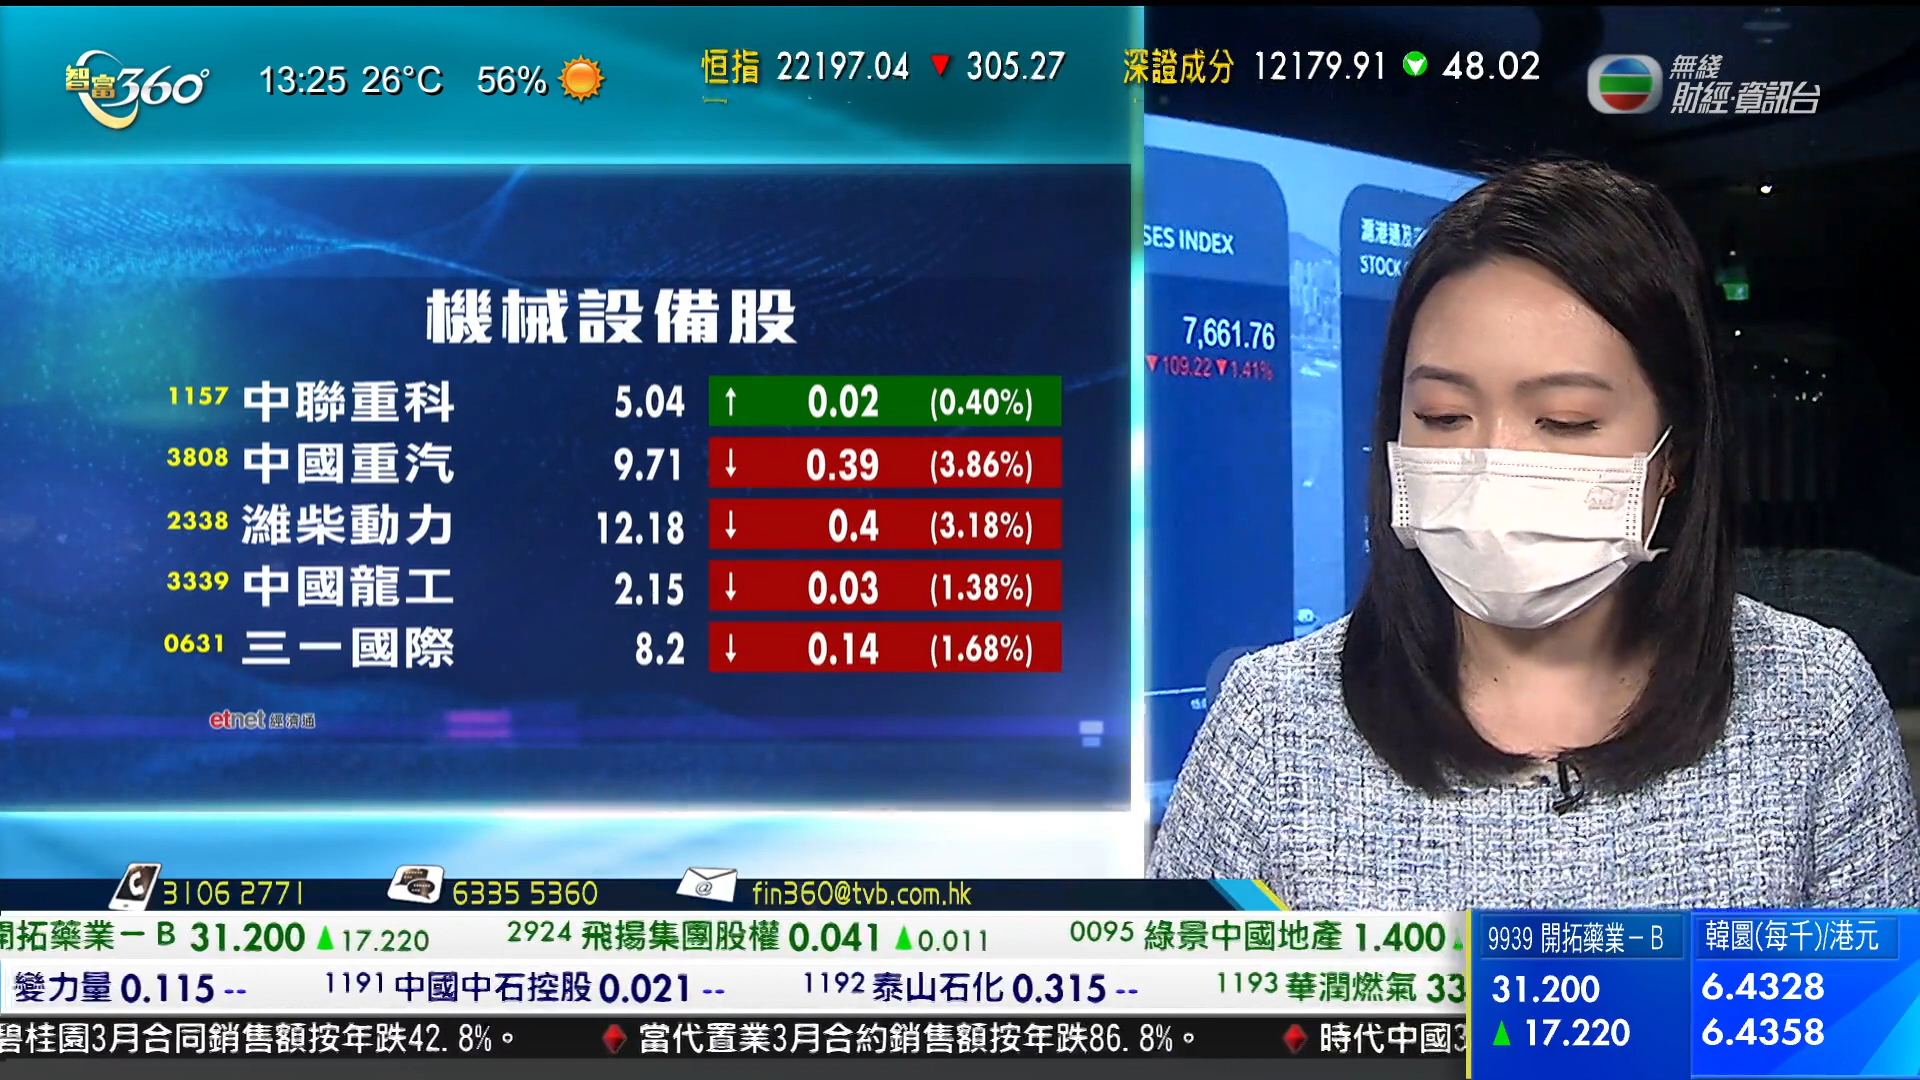 智富360°
13:25 26°C 56%
恒指 22197.04 ▼ 305.27
深證成分 12179.91 48.02
無綫
財經·資訊台
SES INDEX
7,661.76
▼109.22▼1.41%
滬港通及
STOCK
機械設備股
1157 中聯重科 5.04 ↑ 0.02 (0.40%)
3808 中國重汽 9.71 ↓ 0.39 (3.86%)
2338 濰柴動力 12.18 ↓ 0.4 (3.18%)
3339 中國龍工 2.15 ↓ 0.03 (1.38%)
0631 三一國際 8.2 ↓ 0.14 (1.68%)
etnet 經濟通
3106 2771 6335 5360 fin360@tvb.com.hk
開拓藥業－B 31.200 ▲17.220 2924 飛揚集團股權 0.041 ▲0.011 0095 綠景中國地產 1.400
變力量 0.115 -- 1191 中國中石控股 0.021 -- 1192 泰山石化 0.315 -- 1193 華潤燃氣 33
碧桂園3月合同銷售額按年跌42.8%。 ◆ 當代置業3月合約銷售額按年跌86.8%。 ◆ 時代中國3
9939 開拓藥業－B
31.200
▲ 17.220
韓圜(每千)/港元
6.4328
6.4358